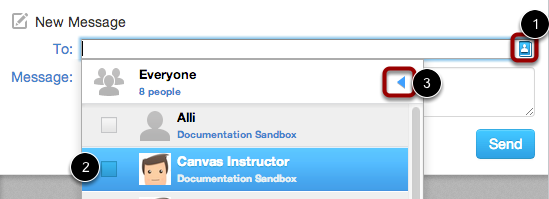 1
New Message
To:
Message:
Everyone
8 people
3
Alli
Documentation Sandbox
2
Canvas Instructor
Documentation Sandbox
Send